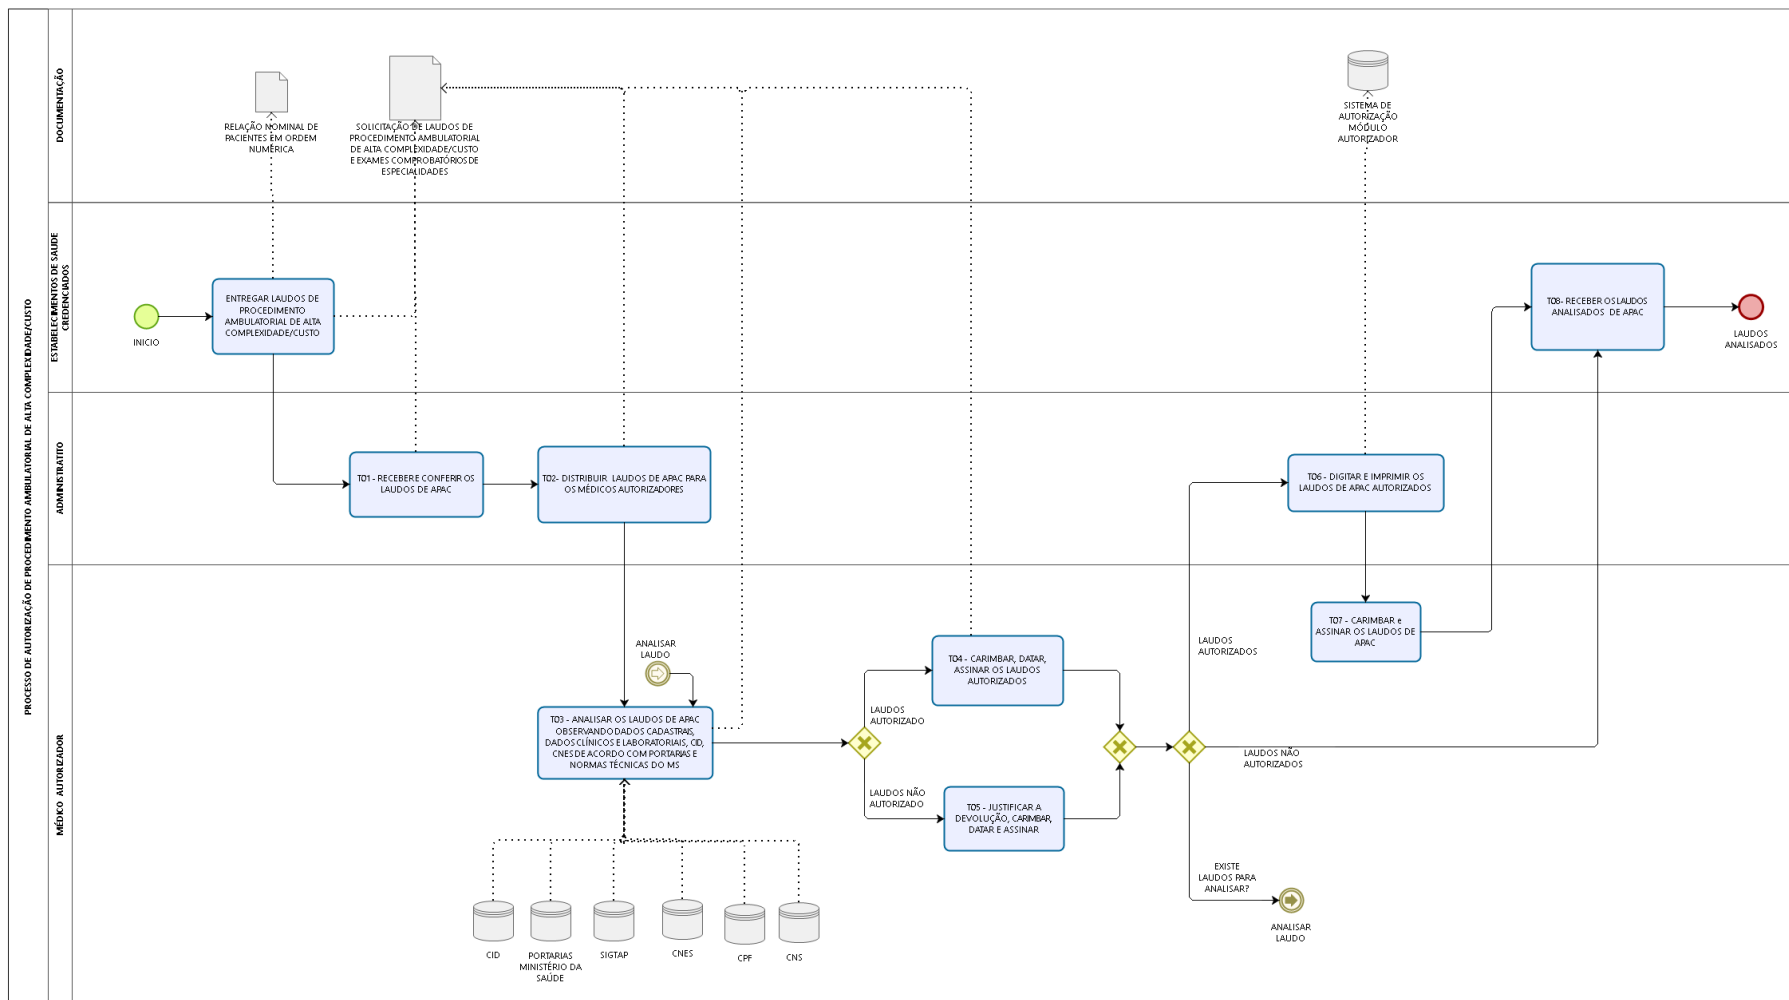 PROCESSO DE AUTORIZAÇÃO DE PROCEDIMENTO AMBULATORIAL DE ALTA COMPLEXIDADE/CUSTO
DOCUMENTAÇÃO
RELAÇÃO NOMINAL DE
PACIENTES EM ORDEM
NUMÉRICA
SOLICITAÇÃO DE LAUDOS DE
PROCEDIMENTO AMBULATORIAL
DE ALTA COMPLEXIDADE/CUSTO
E EXAMES COMPROBATÓRIOS DE
ESPECIALIDADES
SISTEMA DE
AUTORIZAÇÃO
MÓDULO
AUTORIZADOR
ESTABELECIMENTOS DE SAUDE
CREDENCIADOS
INICIO
ENTREGAR LAUDOS DE
PROCEDIMENTO
AMBULATORIAL DE ALTA
COMPLEXIDADE/CUSTO
T08- RECEBER OS LAUDOS
ANALISADOS DE APAC
LAUDOS
ANALISADOS
ADMINISTRATITO
T01 - RECEBER E CONFERIR OS
LAUDOS DE APAC
T02- DISTRIBUIR LAUDOS DE APAC PARA
OS MÉDICOS AUTORIZADORES
T06 - DIGITAR E IMPRIMIR OS
LAUDOS DE APAC AUTORIZADOS
MÉDICO AUTORIZADOR
ANALISAR
LAUDO
T03 - ANALISAR OS LAUDOS DE APAC
OBSERVANDO DADOS CADASTRAIS,
DADOS CLÍNICOS E LABORATORIAIS, CID,
CNES DE ACORDO COM PORTARIAS E
NORMAS TÉCNICAS DO MS
LAUDOS
AUTORIZADO
LAUDOS NÃO
AUTORIZADO
T04 - CARIMBAR, DATAR,
ASSINAR OS LAUDOS
AUTORIZADOS
T05 - JUSTIFICAR A
DEVOLUÇÃO, CARIMBAR,
DATAR E ASSINAR
LAUDOS
AUTORIZADOS
T07 - CARIMBAR e
ASSINAR OS LAUDOS DE
APAC
LAUDOS NÃO
AUTORIZADOS
EXISTE
LAUDOS PARA
ANALISAR?
ANALISAR
LAUDO
CID
PORTARIAS
MINISTÉRIO DA
SAÚDE
SIGTAP
CNES
CPF
CNS